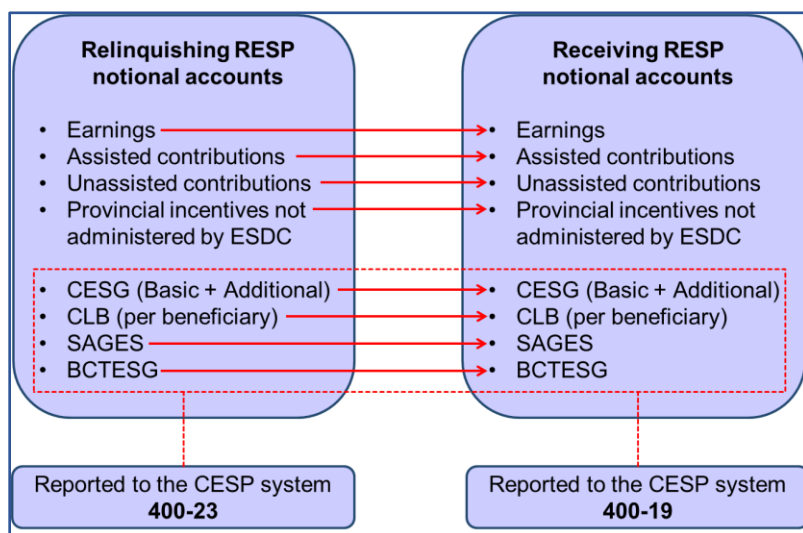 Relinquishing RESP
notional accounts
• Earnings
• Assisted contributions
• Unassisted contributions
• Provincial incentives not
administered by ESDC
• CESG (Basic + Additional)
• CLB (per beneficiary)
• SAGES
• BCTESG
Reported to the CESP system
400-23
Receiving RESP
notional accounts
• Earnings
• Assisted contributions
• Unassisted contributions
• Provincial incentives not
administered by ESDC
• CESG (Basic + Additional)
• CLB (per beneficiary)
• SAGES
• BCTESG
Reported to the CESP system
400-19